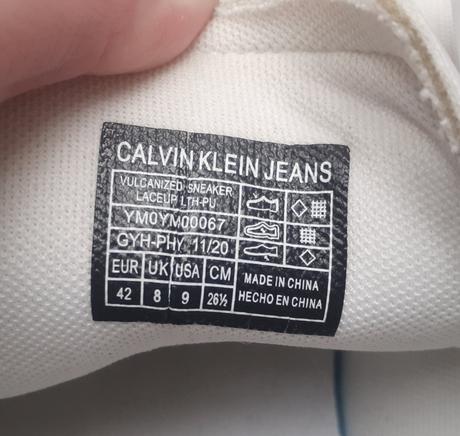 CALVIN KLEIN JEANS
VULCANIZED SNEAKER
LACEUP LTH-PU
YM0YM00067
GYH-PHY 11/20
EUR UK USA CM
42 8 9 26½
MADE IN CHINA
HECHO EN CHINA